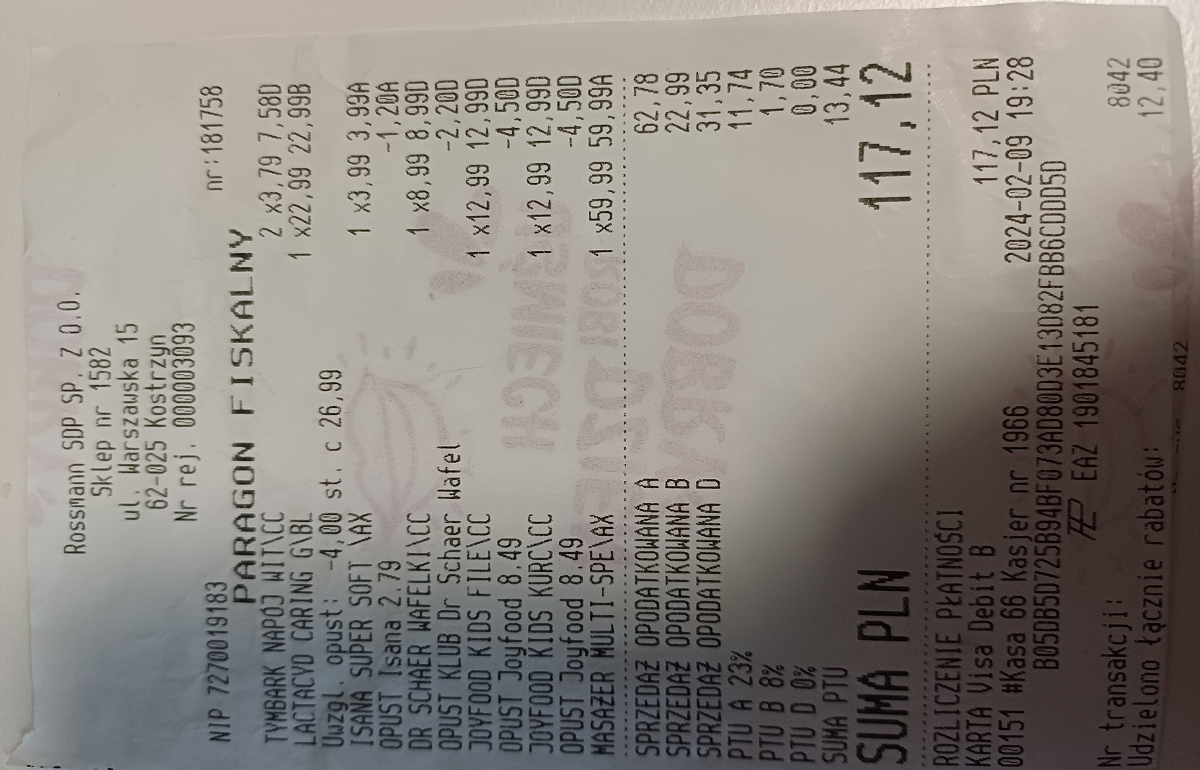 Rossmann SDP SP. Z O.O.
Sklep nr 1582
ul. Warszawska 15
62-025 Kostrzyn
Nr rej. 000003093
NIP 7270019183 nr:181758
PARAGON FISKALNY
TYMBARK NAPOJ WIT\CC 2 x3,79 7,58D
LACTACYD CARING G\BL 1 x22,99 22,99B
Uwzgl. opust: -4,00 st. c 26,99
ISANA SUPER SOFT \AX 1 x3,99 3,99A
OPUST Isana 2.79 -1,20A
DR SCHAER WAFELKI\CC 1 x8,99 8,99D
OPUST KLUB Dr Schaer Wafel -2,20D
JOYFOOD KIDS FILE\CC 1 x12,99 12,99D
OPUST Joyfood 8.49 -4,50D
JOYFOOD KIDS KURC\CC 1 x12,99 12,99D
OPUST Joyfood 8.49 -4,50D
MASAŻER MULTI-SPE\AX 1 x59,99 59,99A
SPRZEDAŻ OPODATKOWANA A 62,78
SPRZEDAŻ OPODATKOWANA B 22,99
SPRZEDAŻ OPODATKOWANA D 31,35
PTU A 23% 11,74
PTU B 8% 1,70
PTU D 0% 0,00
SUMA PTU 13,44
SUMA PLN 117,12
ROZLICZENIE PŁATNOŚCI
KARTA Visa Debit B 117,12 PLN
00151 #Kasa 66 Kasjer nr 1966 2024-02-09 19:28
B05DB5D725B94BF073AD80D3E13D82FBB6CDDD5D
EAZ 1901845181
Nr transakcji: 8042
Udzielono łącznie rabatów: 12,40
8042